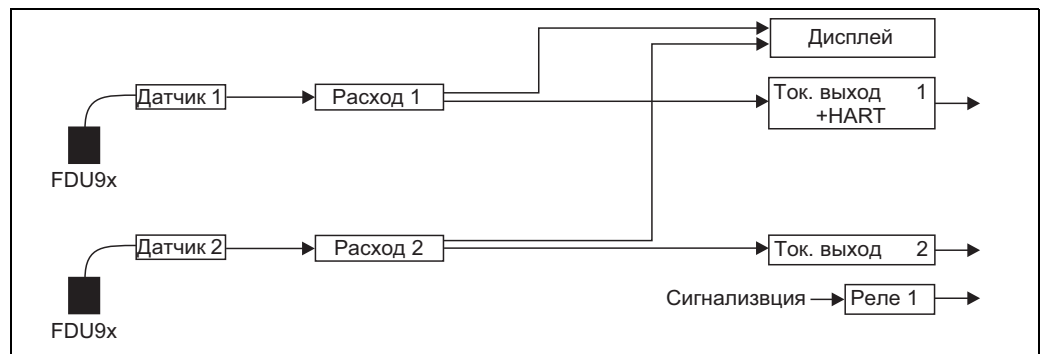 Дисплей
Датчик 1
Расход 1
Ток. выход 1
+HART
FDU9x
Датчик 2
Расход 2
Ток. выход 2
Сигнализвция
Реле 1
FDU9x